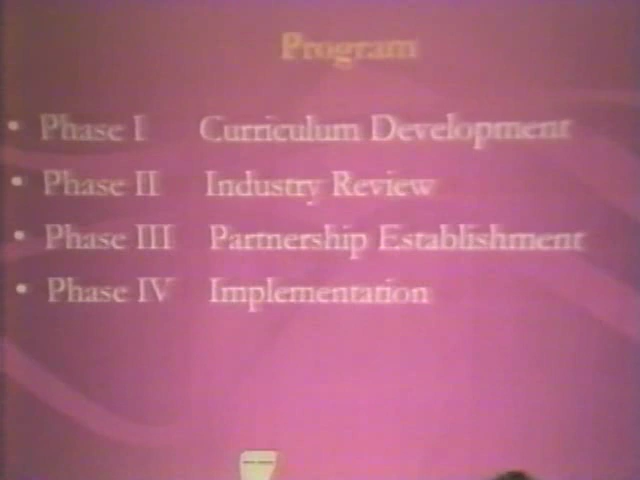 Program
• Phase I Curriculum Development
• Phase II Industry Review
• Phase III Partnership Establishment
• Phase IV Implementation